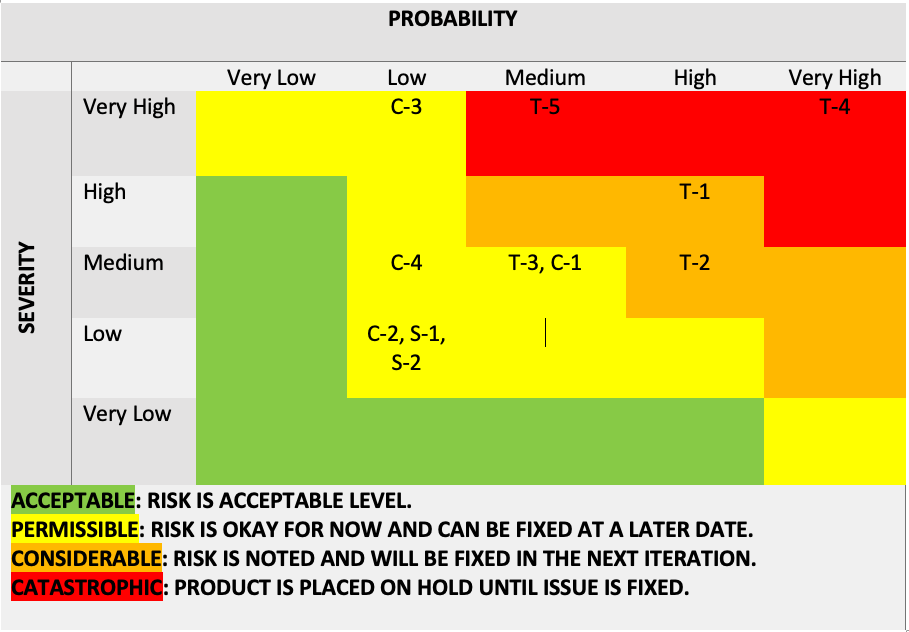 PROBABILITY
Very Low Low Medium High Very High
SEVERITY
Very High C-3 T-5 T-4
High T-1
Medium C-4 T-3, C-1 T-2
Low C-2, S-1,
S-2
Very Low
ACCEPTABLE: RISK IS ACCEPTABLE LEVEL.
PERMISSIBLE: RISK IS OKAY FOR NOW AND CAN BE FIXED AT A LATER DATE.
CONSIDERABLE: RISK IS NOTED AND WILL BE FIXED IN THE NEXT ITERATION.
CATASTROPHIC: PRODUCT IS PLACED ON HOLD UNTIL ISSUE IS FIXED.